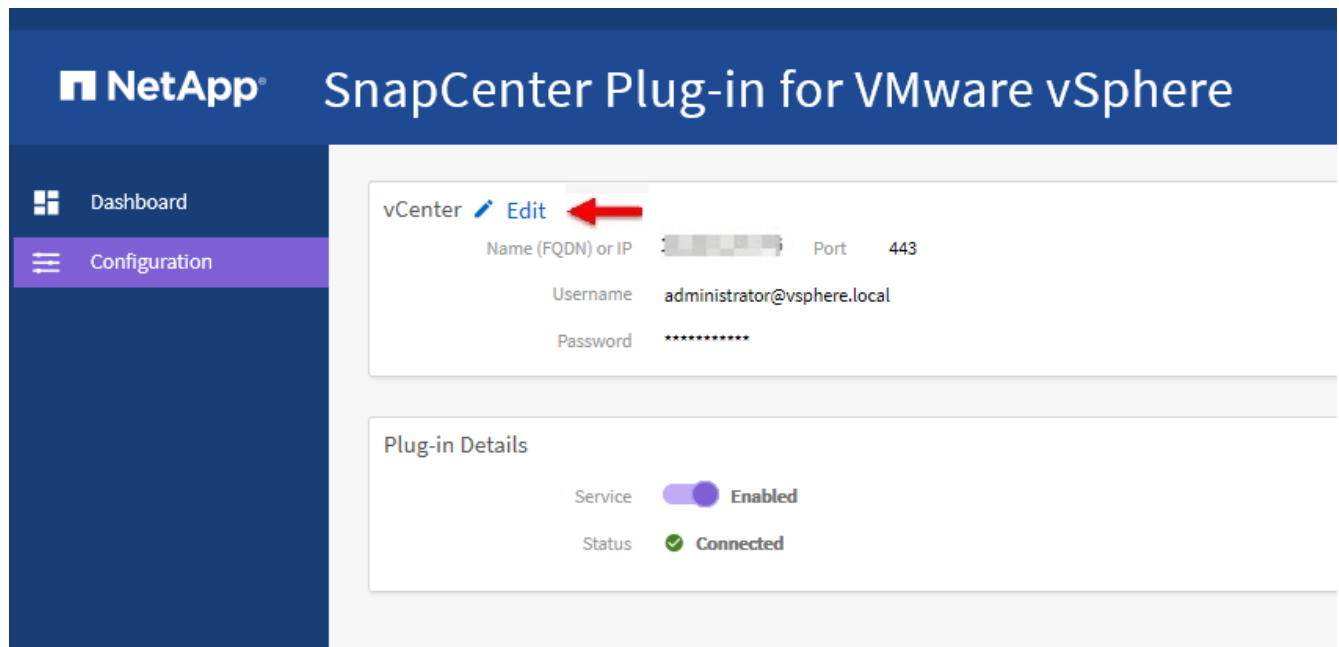 NetApp® SnapCenter Plug-in for VMware vSphere
Dashboard
Configuration
vCenter Edit
Name (FQDN) or IP Port 443
Username administrator@vsphere.local
Password ***********
Plug-in Details
Service Enabled
Status Connected